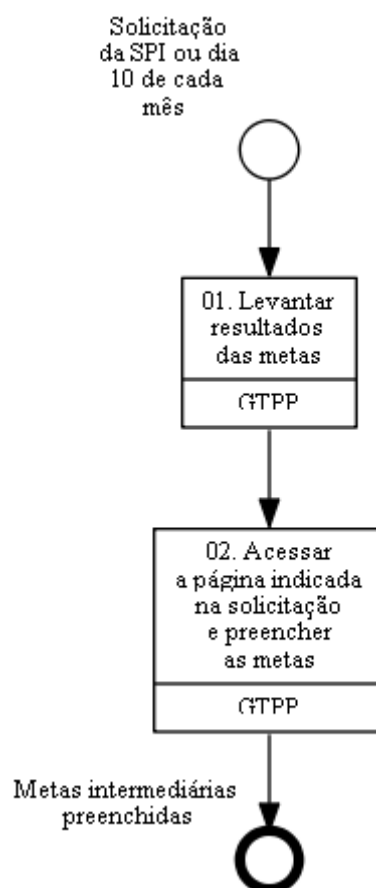 Solicitação
da SPI ou dia
10 de cada
mês
01. Levantar
resultados
das metas
GTPP
02. Acessar
a página indicada
na solicitação
e preencher
as metas
GTPP
Metas intermediárias
preenchidas